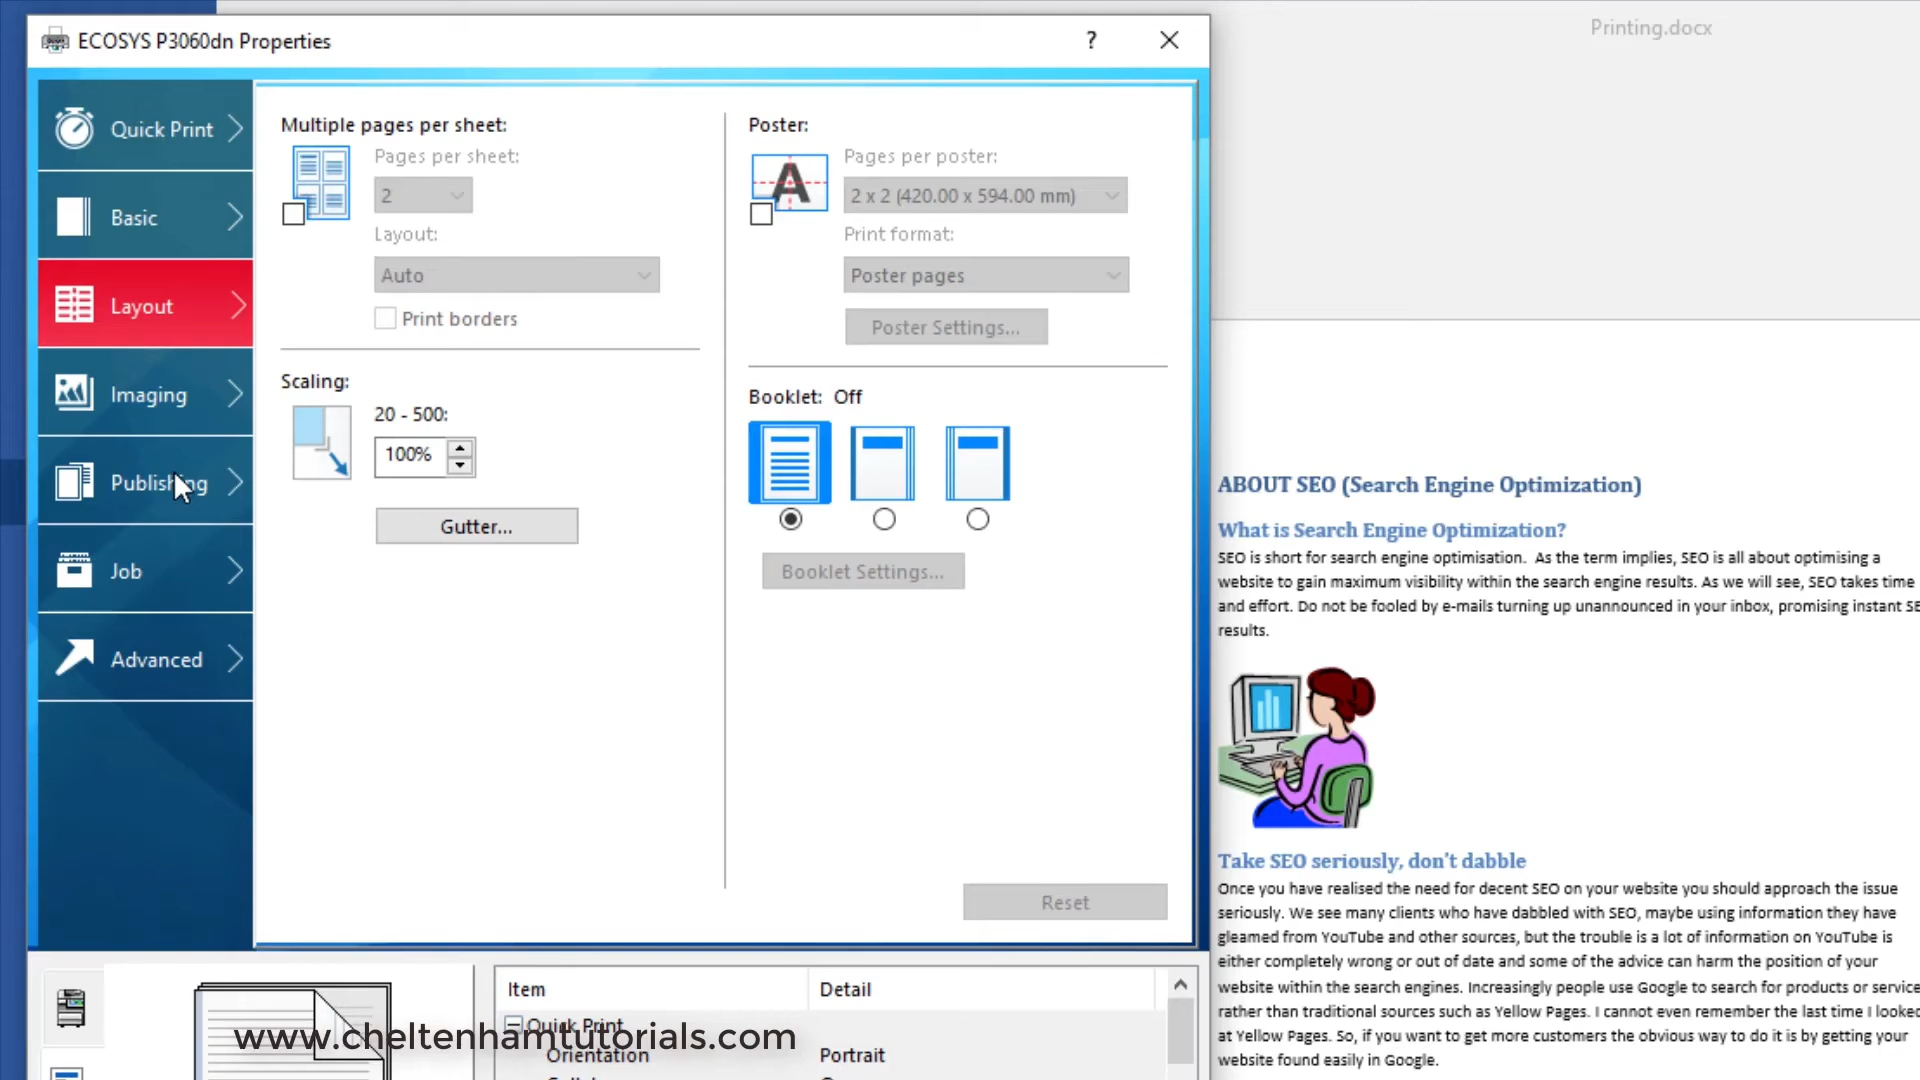 ECOSYS P3060dn Properties
?
Printing.docx
Quick Print
Basic
Layout
Imaging
Publishing
Job
Advanced
Multiple pages per sheet:
Pages per sheet:
2
Layout:
Auto
Print borders
Scaling:
20 - 500:
100%
Gutter...
Poster:
A
Pages per poster:
2 x 2 (420.00 x 594.00 mm)
Print format:
Poster pages
Poster Settings...
Booklet: Off
Booklet Settings...
Reset
Item Detail
Quick Print
Orientation Portrait
www.cheltenhamtutorials.com
ABOUT SEO (Search Engine Optimization)
What is Search Engine Optimization?
SEO is short for search engine optimisation. As the term implies, SEO is all about optimising a
website to gain maximum visibility within the search engine results. As we will see, SEO takes time
and effort. Do not be fooled by e-mails turning up unannounced in your inbox, promising instant SE
results.
Take SEO seriously, don't dabble
Once you have realised the need for decent SEO on your website you should approach the issue
seriously. We see many clients who have dabbled with SEO, maybe using information they have
gleamed from YouTube and other sources, but the trouble is a lot of information on YouTube is
either completely wrong or out of date and some of the advice can harm the position of your
website within the search engines. Increasingly people use Google to search for products or service
rather than traditional sources such as Yellow Pages. I cannot even remember the last time I looked
at Yellow Pages. So, if you want to get more customers the obvious way to do it is by getting your
website found easily in Google.